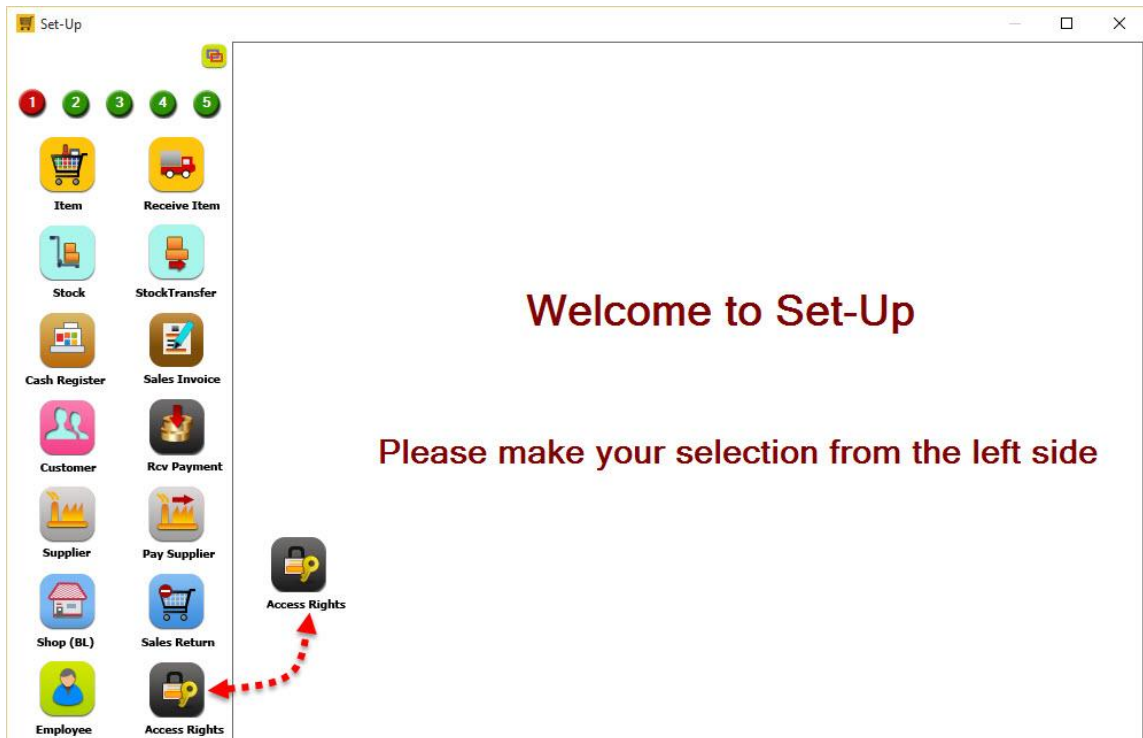 Set-Up
1 2 3 4 5
Item Receive Item
Stock StockTransfer
Cash Register Sales Invoice
Customer Rcv Payment
Supplier Pay Supplier
Shop (BL) Sales Return
Employee Access Rights
Welcome to Set-Up
Please make your selection from the left side
Access Rights